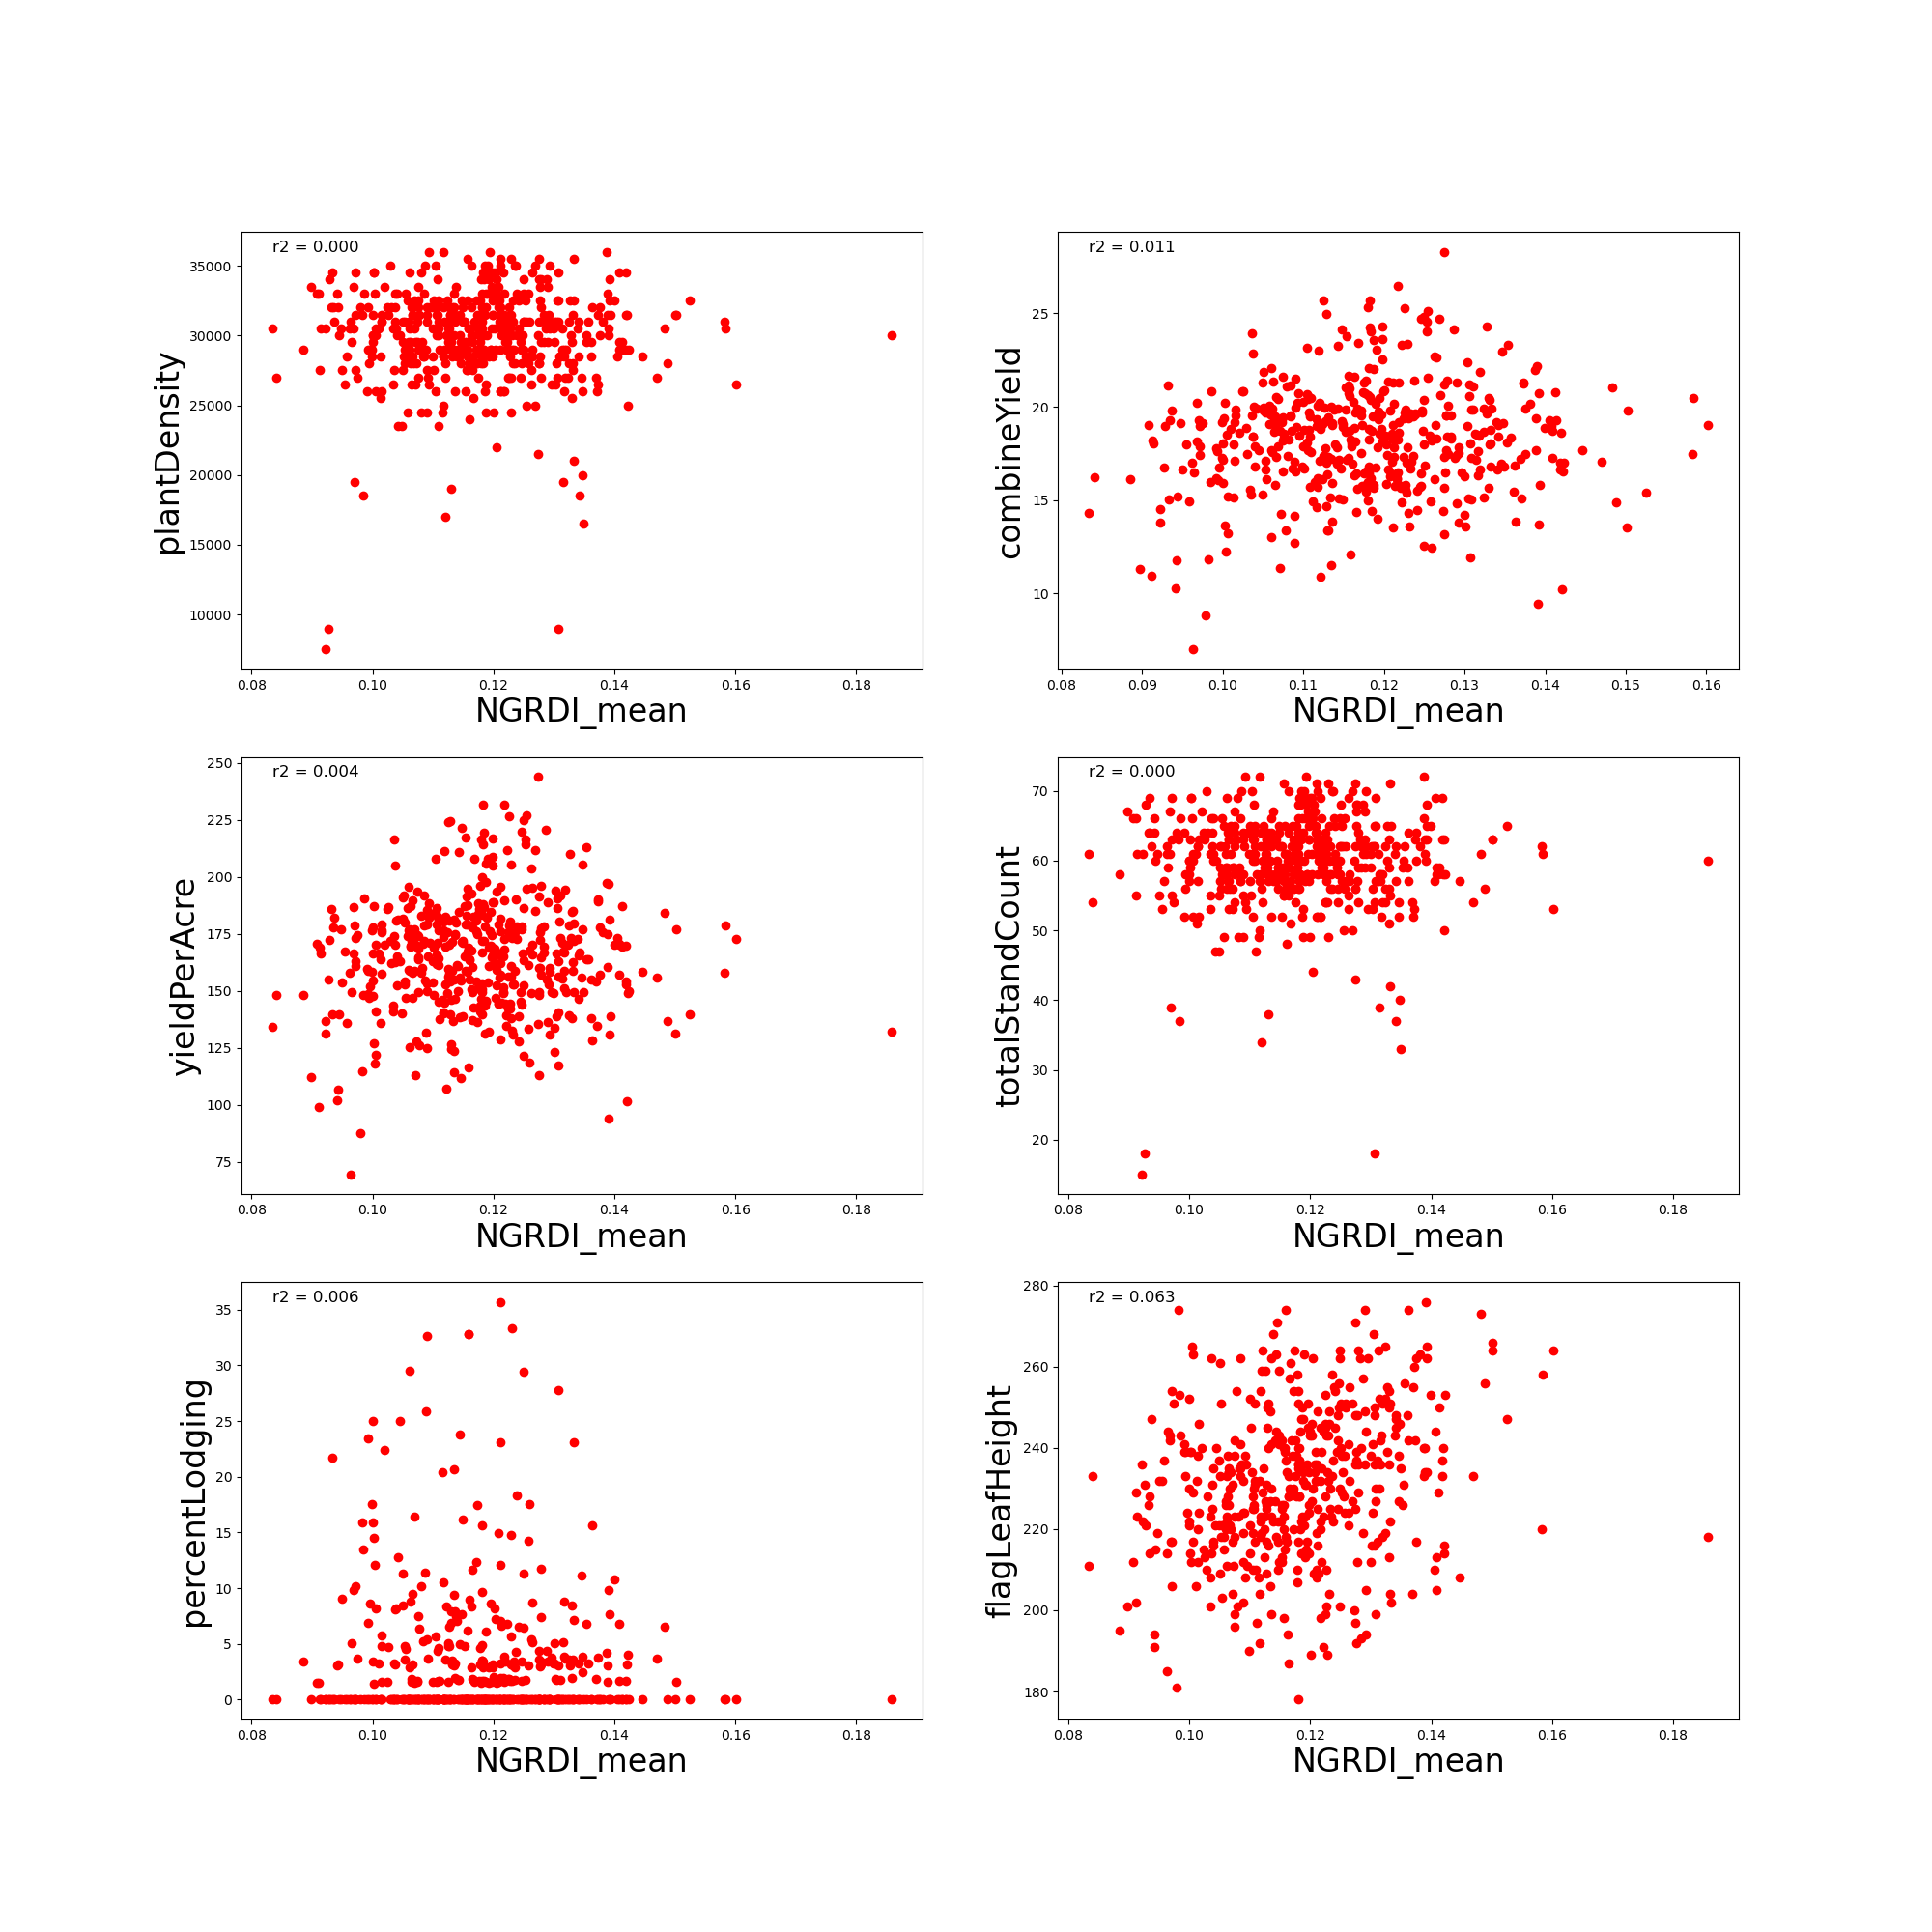 r2 = 0.000
plantDensity
35000
30000
25000
20000
15000
10000
0.08 0.10 0.12 0.14 0.16 0.18
NGRDI_mean
r2 = 0.011
combineYield
25
20
15
10
0.08 0.09 0.10 0.11 0.12 0.13 0.14 0.15 0.16
NGRDI_mean
r2 = 0.004
yieldPerAcre
250
225
200
175
150
125
100
75
0.08 0.10 0.12 0.14 0.16 0.18
NGRDI_mean
r2 = 0.000
totalStandCount
70
60
50
40
30
20
0.08 0.10 0.12 0.14 0.16 0.18
NGRDI_mean
r2 = 0.006
percentLodging
35
30
25
20
15
10
5
0
0.08 0.10 0.12 0.14 0.16 0.18
NGRDI_mean
r2 = 0.063
flagLeafHeight
280
260
240
220
200
180
0.08 0.10 0.12 0.14 0.16 0.18
NGRDI_mean